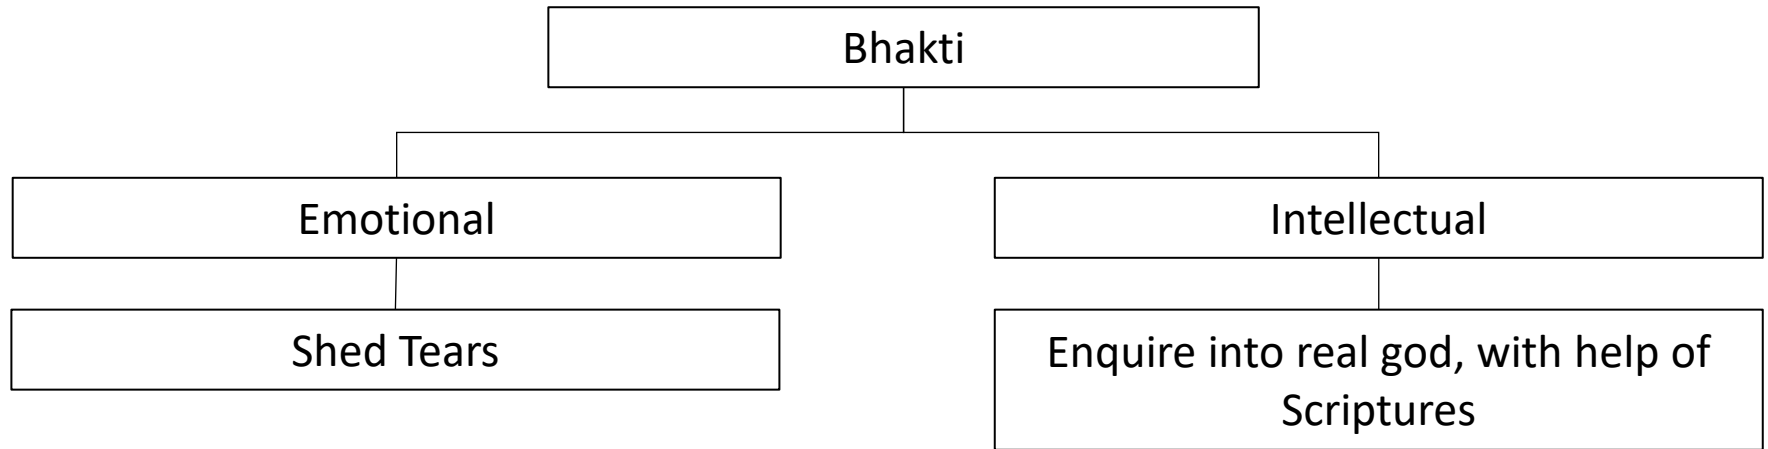 Bhakti
Emotional
Intellectual
Shed Tears
Enquire into real god, with help of
Scriptures